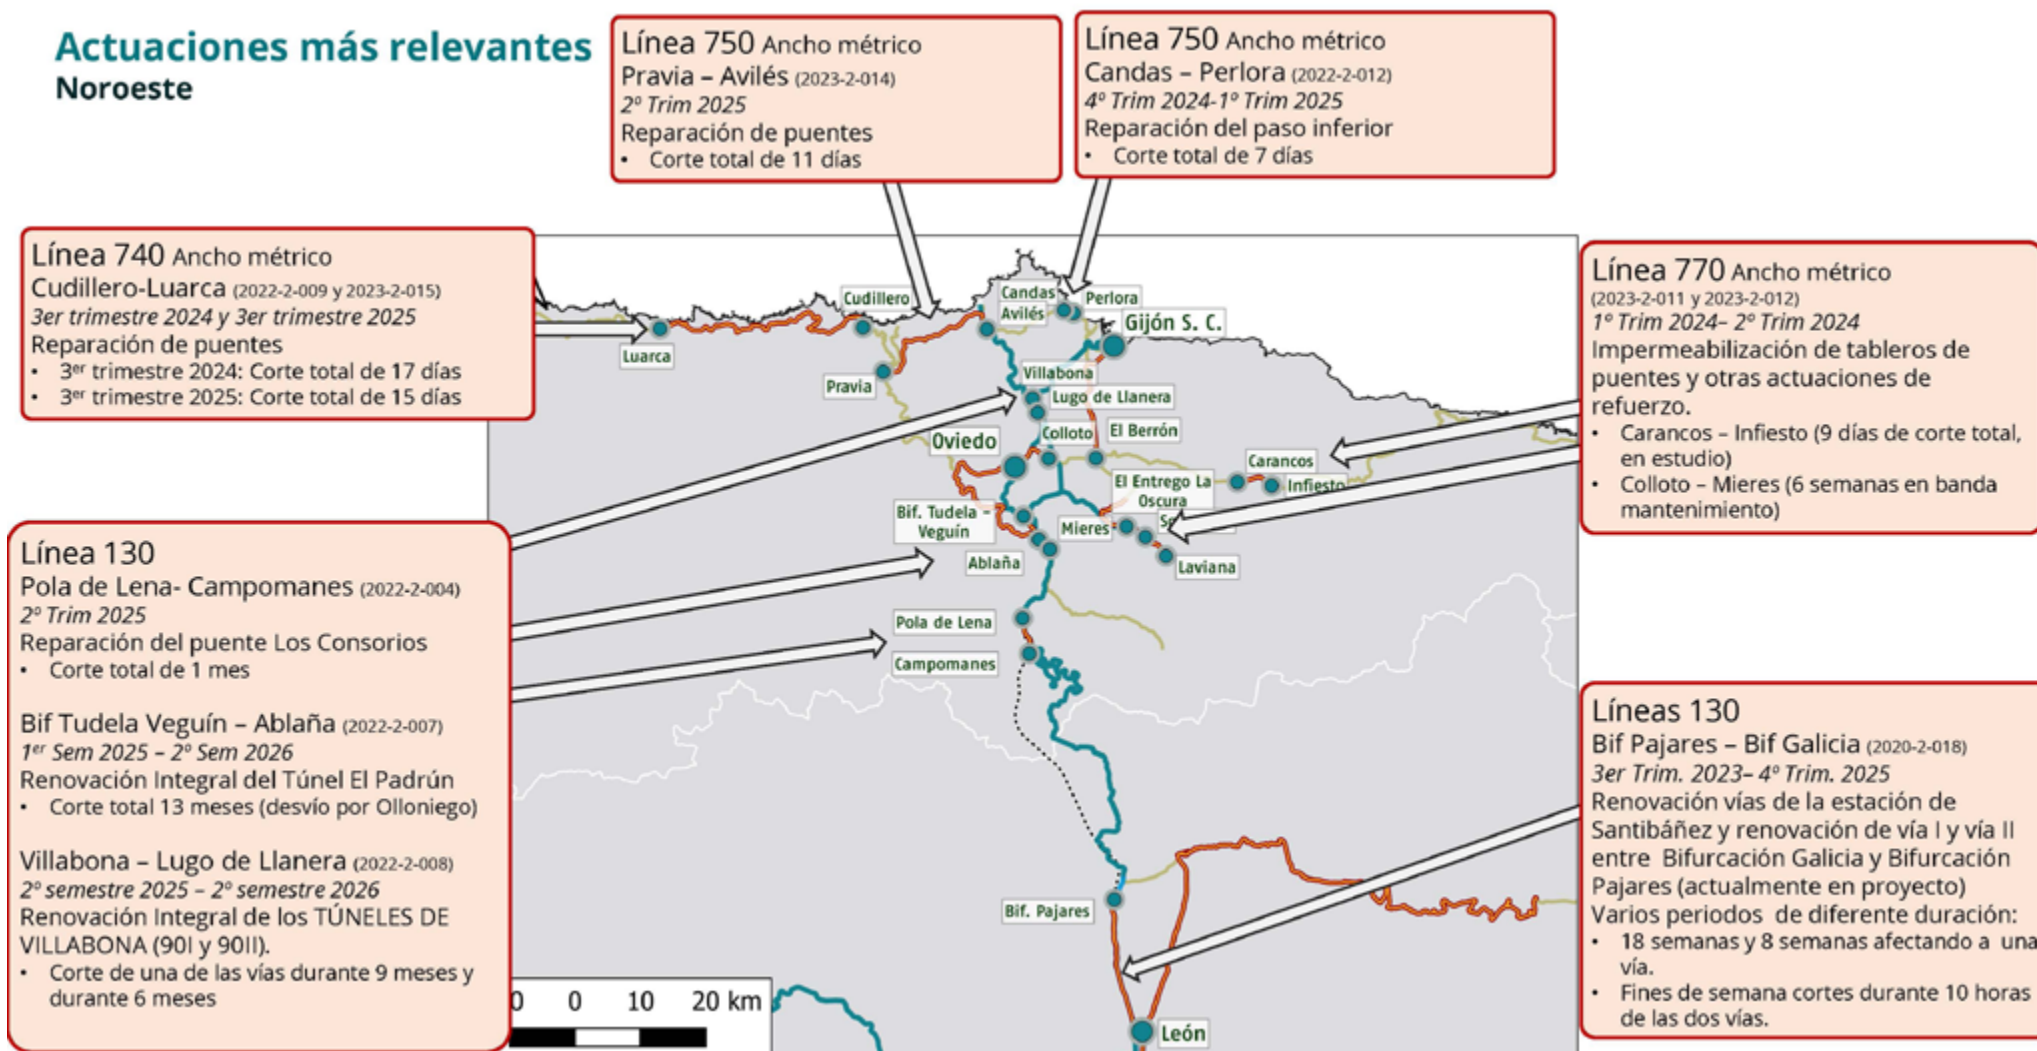 Actuaciones más relevantes
Noroeste
Línea 750 Ancho métrico
Pravia – Avilés (2023-2-014)
2º Trim 2025
Reparación de puentes
• Corte total de 11 días
Línea 750 Ancho métrico
Candas – Perlora (2022-2-012)
4º Trim 2024-1º Trim 2025
Reparación del paso inferior
• Corte total de 7 días
Línea 740 Ancho métrico
Cudillero-Luarca (2022-2-009 y 2023-2-015)
3er trimestre 2024 y 3er trimestre 2025
Reparación de puentes
• 3er trimestre 2024: Corte total de 17 días
• 3er trimestre 2025: Corte total de 15 días
Línea 770 Ancho métrico
(2023-2-011 y 2023-2-012)
1º Trim 2024– 2º Trim 2024
Impermeabilización de tableros de
puentes y otras actuaciones de
refuerzo.
• Carancos – Infiesto (9 días de corte total,
en estudio)
• Colloto – Mieres (6 semanas en banda
mantenimiento)
Línea 130
Pola de Lena- Campomanes (2022-2-004)
2º Trim 2025
Reparación del puente Los Consorios
• Corte total de 1 mes
Bif Tudela Veguín – Ablaña (2022-2-007)
1er Sem 2025 – 2º Sem 2026
Renovación Integral del Túnel El Padrún
• Corte total 13 meses (desvío por Olloniego)
Villabona – Lugo de Llanera (2022-2-008)
2º semestre 2025 – 2º semestre 2026
Renovación Integral de los TÚNELES DE
VILLABONA (90I y 90II).
• Corte de una de las vías durante 9 meses y
durante 6 meses
Líneas 130
Bif Pajares – Bif Galicia (2020-2-018)
3er Trim. 2023– 4º Trim. 2025
Renovación vías de la estación de
Santibáñez y renovación de vía I y vía II
entre Bifurcación Galicia y Bifurcación
Pajares (actualmente en proyecto)
Varios periodos de diferente duración:
• 18 semanas y 8 semanas afectando a una
vía.
• Fines de semana cortes durante 10 horas
de las dos vías.
Luarca
Cudillero
Pravia
Candas
Avilés
Perlora
Gijón S. C.
Villabona
Lugo de Llanera
Colloto
El Berrón
Oviedo
Carancos
Infiesto
El Entrego La
Oscura
Bif. Tudela –
Veguín
Mieres
Ablaña
Laviana
Pola de Lena
Campomanes
Bif. Pajares
León
0 0 10 20 km